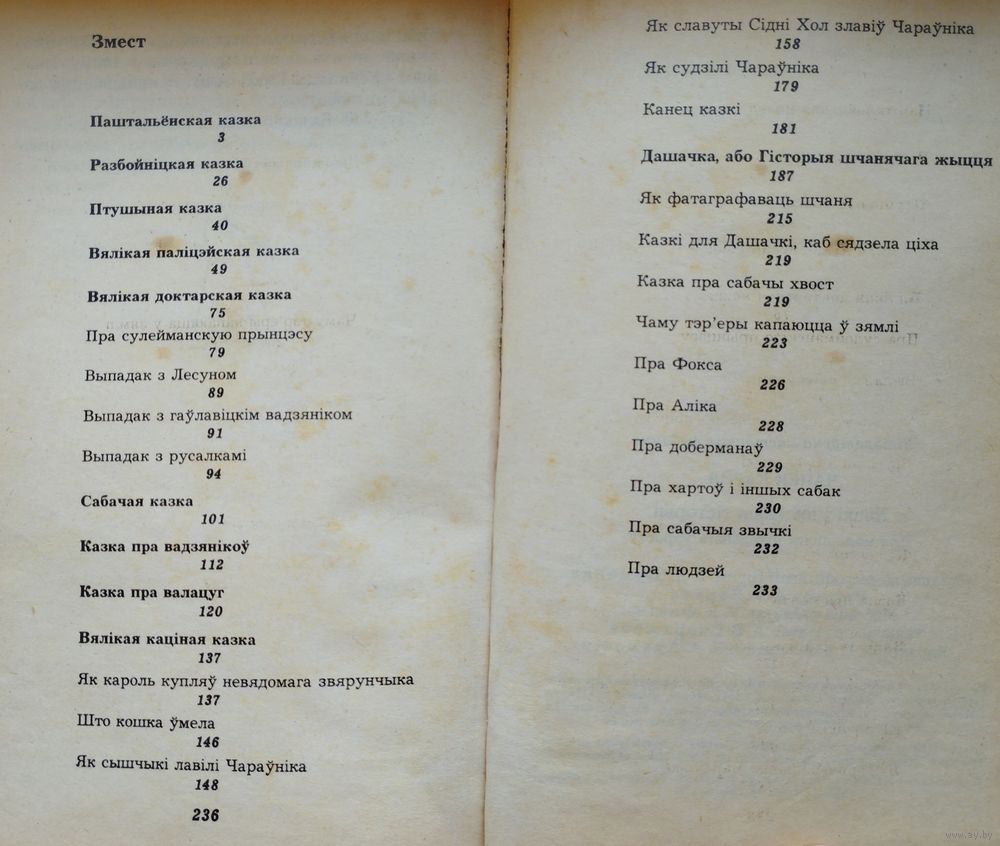 Змест
Паштальёнская казка
3
Разбойніцкая казка
26
Птушыная казка
40
Вялікая паліцэйская казка
49
Вялікая доктарская казка
75
Пра сулейманскую прынцэсу
79
Выпадак з Лесуном
89
Выпадак з гаўлавіцкім вадзяніком
91
Выпадак з русалкамі
94
Сабачая казка
101
Казка пра вадзянікоў
112
Казка пра валацуг
120
Вялікая каціная казка
137
Як кароль купляў невядомага звярунчыка
137
Што кошка ўмела
146
Як сышчыкі лавілі Чараўніка
148
236
Як славуты Сідні Хол злавіў Чараўніка
158
Як судзілі Чараўніка
179
Канец казкі
181
Дашачка, або Гісторыя шчанячага жыцця
187
Як фатаграфаваць шчаня
215
Казкі для Дашачкі, каб сядзела ціха
219
Казка пра сабачы хвост
219
Чаму тэр'еры капаюцца ў зямлі
223
Пра Фокса
226
Пра Аліка
228
Пра доберманаў
229
Пра хартоў і іншых сабак
230
Пра сабачыя звычкі
232
Пра людзей
233
www.ay.by